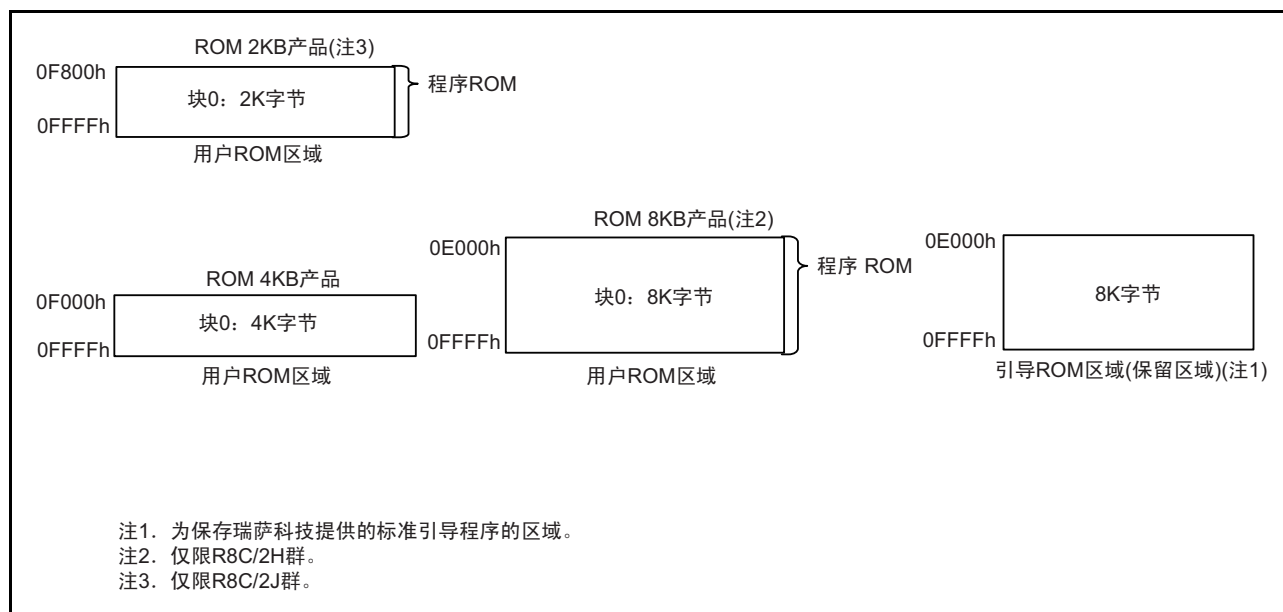 ROM 2KB产品(注3)
0F800h
块0：2K字节
程序ROM
0FFFFh
用户ROM区域
ROM 4KB产品
0F000h
块0：4K字节
0FFFFh
用户ROM区域
ROM 8KB产品(注2)
0E000h
块0：8K字节
程序 ROM
0FFFFh
用户ROM区域
0E000h
8K字节
0FFFFh
引导ROM区域(保留区域)(注1)
注1．为保存瑞萨科技提供的标准引导程序的区域。
注2．仅限R8C/2H群。
注3．仅限R8C/2J群。